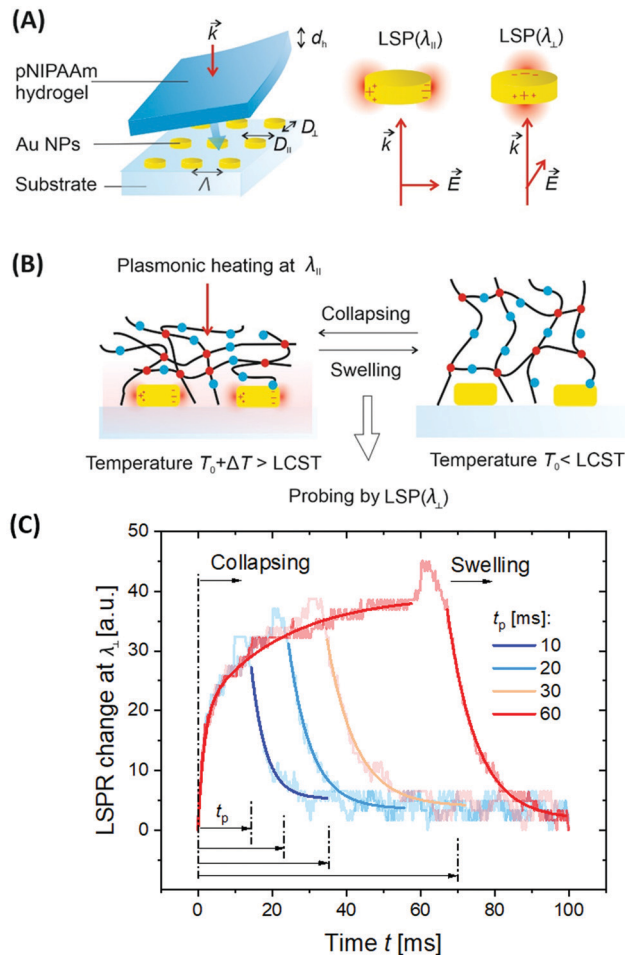 (A)
k
d_h
pNIPAAm
hydrogel
Au NPs
Substrate
D_⊥
D_∥
Λ
LSP(λ_∥)
LSP(λ_⊥)
k
E
k
E
(B)
Plasmonic heating at λ_∥
Collapsing
Swelling
Temperature T₀+ΔT > LCST
Temperature T₀< LCST
Probing by LSP(λ_⊥)
(C)
LSPR change at λ_⊥ [a.u.]
50
40
30
20
10
0
Collapsing
Swelling
t_p [ms]:
10
20
30
60
t_p
0 20 40 60 80 100
Time t [ms]